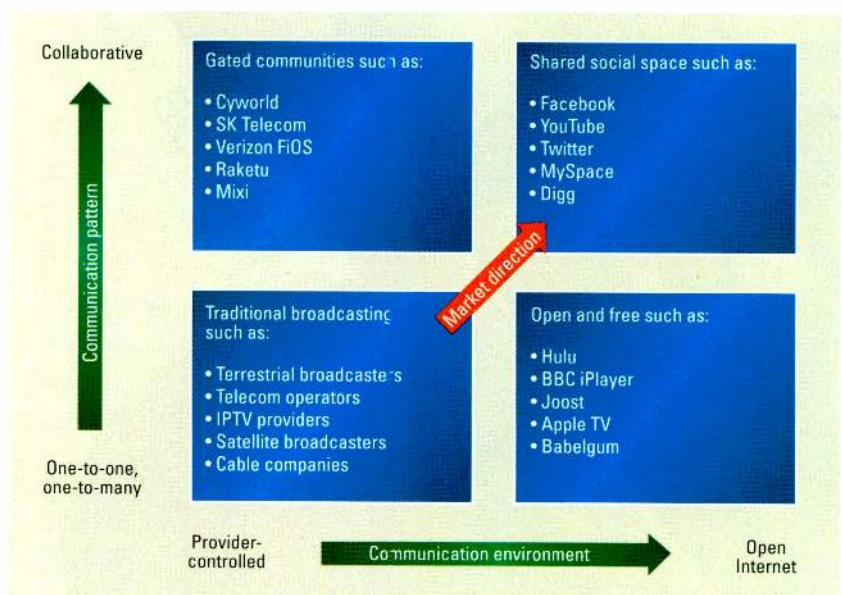 Collaborative
Communication pattern
One-to-one,
one-to-many
Gated communities such as:
• Cyworld
• SK Telecom
• Verizon FiOS
• Raketu
• Mixi
Shared social space such as:
• Facebook
• YouTube
• Twitter
• MySpace
• Digg
Market direction
Traditional broadcasting
such as:
• Terrestrial broadcasters
• Telecom operators
• IPTV providers
• Satellite broadcasters
• Cable companies
Open and free such as:
• Hulu
• BBC iPlayer
• Joost
• Apple TV
• Babelgum
Provider-
controlled
Communication environment
Open
Internet